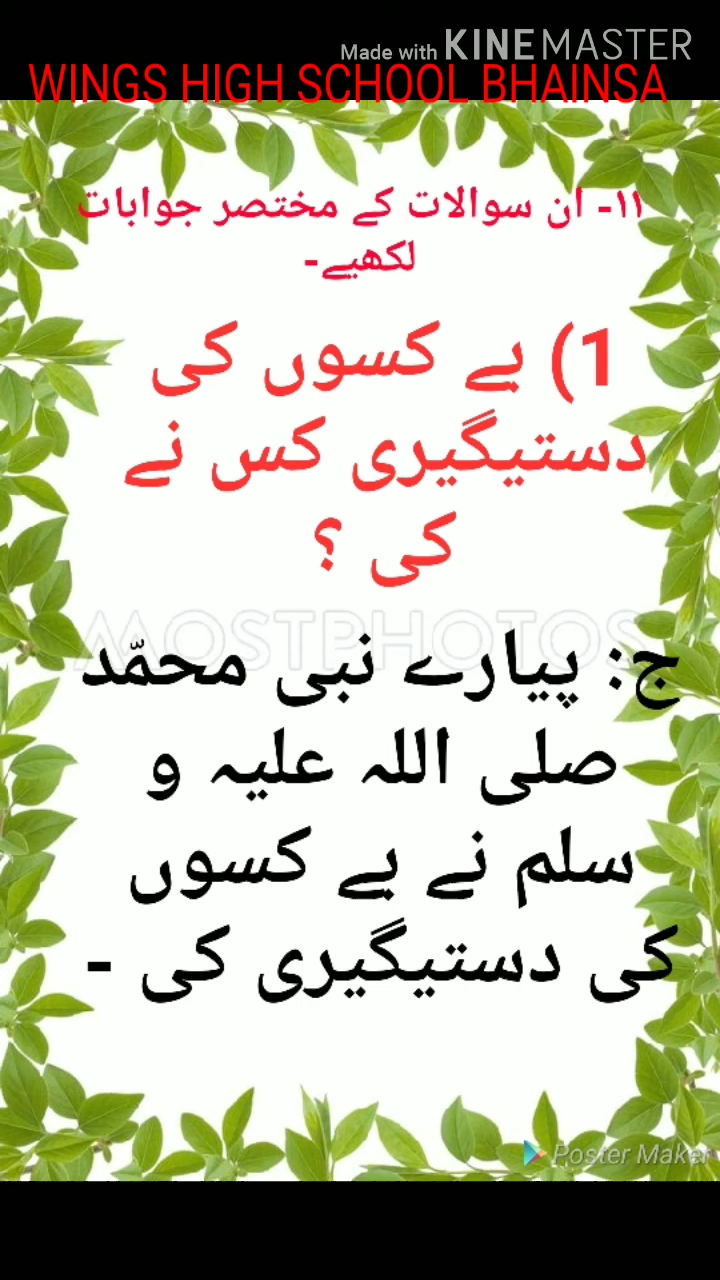 Made with KINEMASTER
WINGS HIGH SCHOOL BHAINSA
۱۱- ان سوالات کے مختصر جوابات
لکھیے-
1) بے کسوں کی
دستیگیری کس نے
کی ؟
MOSTPHOTOS
ج: پیارے نبی محمّد
صلی اللہ علیہ و
سلم نے بے کسوں
کی دستیگیری کی -
Poster Maker